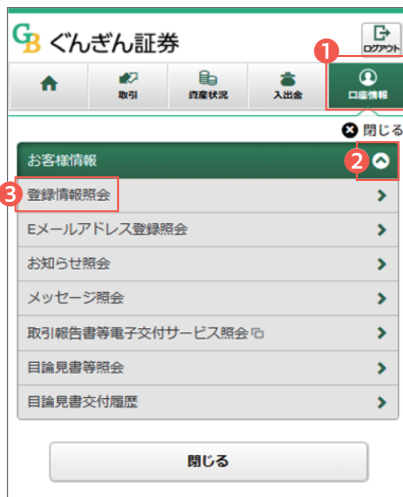 GB ぐんぎん証券
ログアウト
1
取引 資産状況 入出金 口座情報
閉じる
お客様情報 2
3 登録情報照会
Eメールアドレス登録照会
お知らせ照会
メッセージ照会
取引報告書等電子交付サービス照会
目論見書等照会
目論見書交付履歴
閉じる